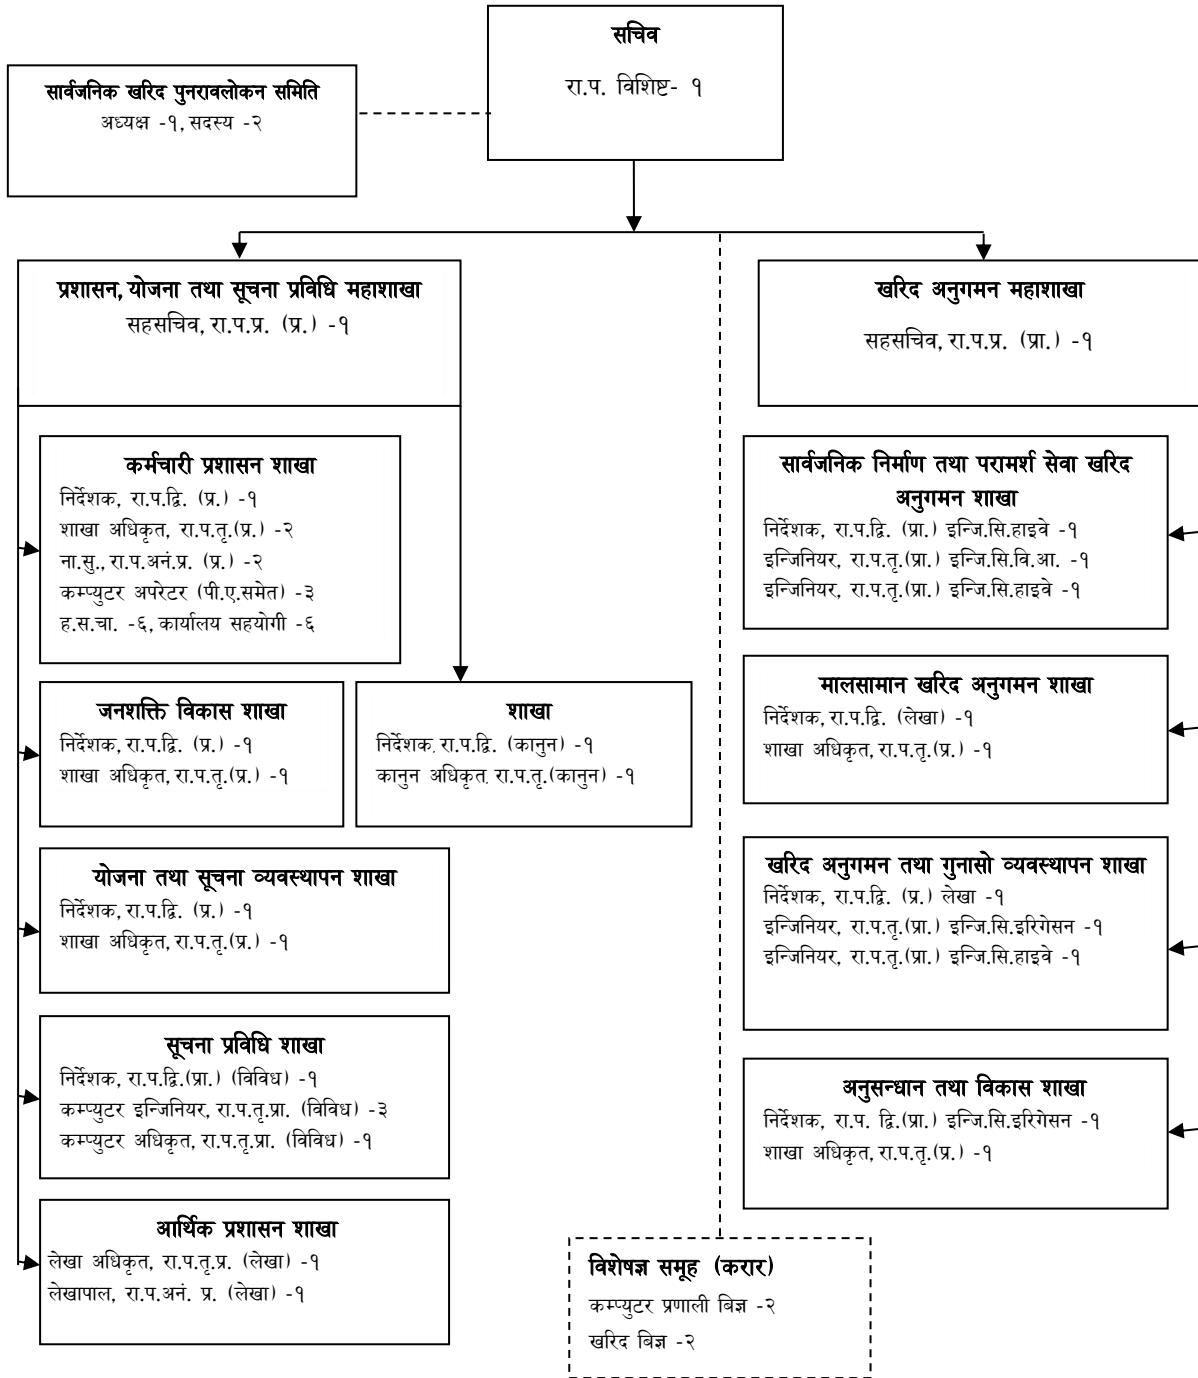 सचिव
रा.प. विशिष्ट- १
सार्वजनिक खरिद पुनरावलोकन समिति
अध्यक्ष -१, सदस्य -२
प्रशासन, योजना तथा सूचना प्रविधि महाशाखा
सहसचिव, रा.प.प्र. (प्र.) -१
कर्मचारी प्रशासन शाखा
निर्देशक, रा.प.द्वि. (प्र.) -१
शाखा अधिकृत, रा.प.तृ.(प्र.) -२
ना.सु., रा.प.अनं.प्र. (प्र.) -२
कम्प्युटर अपरेटर (पी.ए.समेत) -३
ह.स.चा. -६, कार्यालय सहयोगी -६
जनशक्ति विकास शाखा
निर्देशक, रा.प.द्वि. (प्र.) -१
शाखा अधिकृत, रा.प.तृ.(प्र.) -१
शाखा
निर्देशक, रा.प.द्वि. (कानुन) -१
कानुन अधिकृत, रा.प.तृ.(कानुन) -१
योजना तथा सूचना व्यवस्थापन शाखा
निर्देशक, रा.प.द्वि. (प्र.) -१
शाखा अधिकृत, रा.प.तृ.(प्र.) -१
सूचना प्रविधि शाखा
निर्देशक, रा.प.द्वि.(प्रा.) (विविध) -१
कम्प्युटर इन्जिनियर, रा.प.तृ.प्रा. (विविध) -३
कम्प्युटर अधिकृत, रा.प.तृ.प्रा. (विविध) -१
आर्थिक प्रशासन शाखा
लेखा अधिकृत, रा.प.तृ.प्र. (लेखा) -१
लेखापाल, रा.प.अनं. प्र. (लेखा) -१
खरिद अनुगमन महाशाखा
सहसचिव, रा.प.प्र. (प्रा.) -१
सार्वजनिक निर्माण तथा परामर्श सेवा खरिद
अनुगमन शाखा
निर्देशक, रा.प.द्वि. (प्रा.) इन्जि.सि.हाइवे -१
इन्जिनियर, रा.प.तृ.(प्रा.) इन्जि.सि.वि.आ. -१
इन्जिनियर, रा.प.तृ.(प्रा.) इन्जि.सि.हाइवे -१
मालसामान खरिद अनुगमन शाखा
निर्देशक, रा.प.द्वि. (लेखा) -१
शाखा अधिकृत, रा.प.तृ.(प्र.) -१
खरिद अनुगमन तथा गुनासो व्यवस्थापन शाखा
निर्देशक, रा.प.द्वि. (प्र.) लेखा -१
इन्जिनियर, रा.प.तृ.(प्रा.) इन्जि.सि.इरिगेसन -१
इन्जिनियर, रा.प.तृ.(प्रा.) इन्जि.सि.हाइवे -१
अनुसन्धान तथा विकास शाखा
निर्देशक, रा.प. द्वि.(प्रा.) इन्जि.सि.इरिगेसन -१
शाखा अधिकृत, रा.प.तृ.(प्र.) -१
विशेषज्ञ समूह (करार)
कम्प्युटर प्रणाली बिज्ञ -२
खरिद बिज्ञ -२